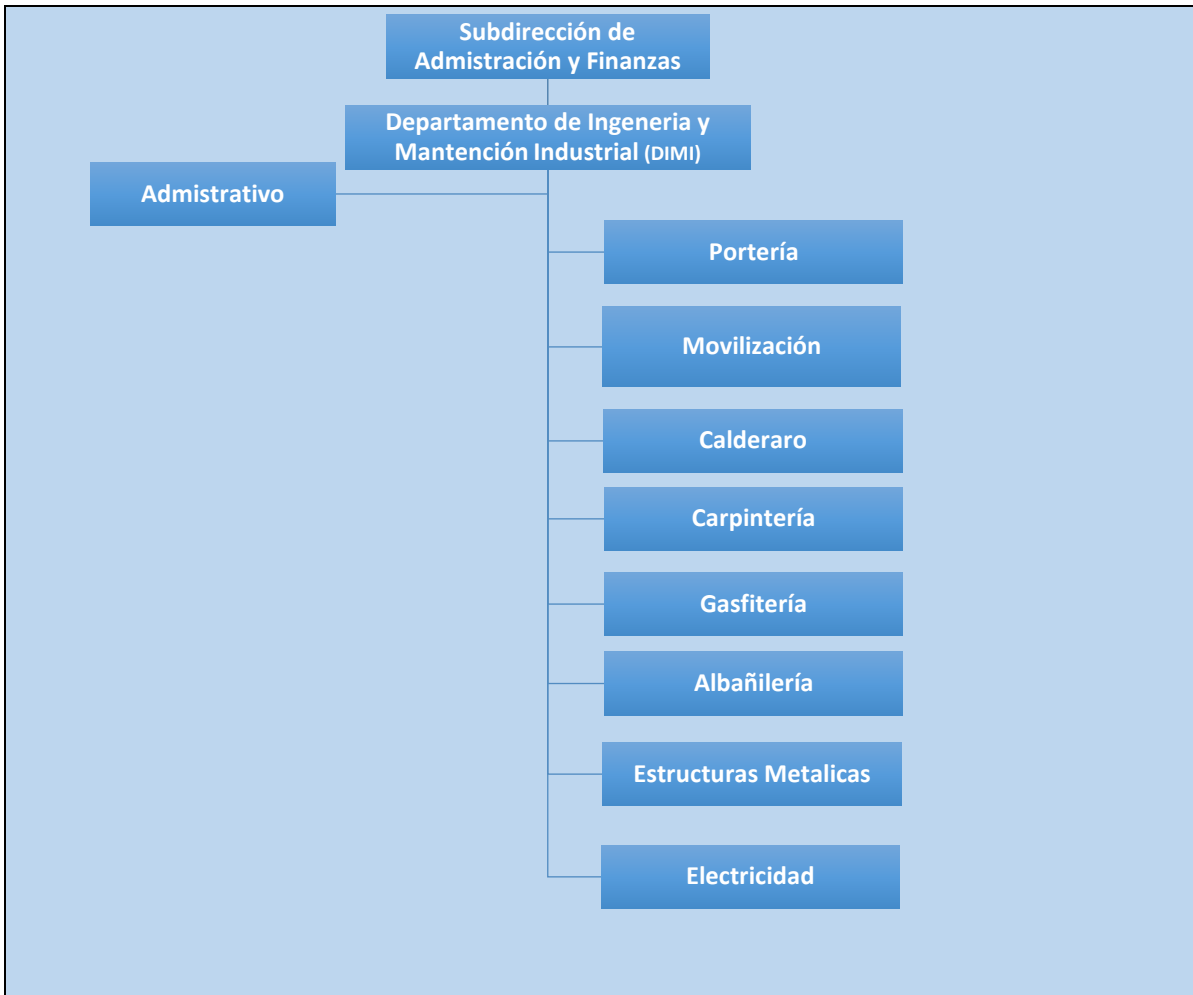 Subdirección de
Admistración y Finanzas
Departamento de Ingeneria y
Mantención Industrial (DIMI)
Admistrativo
Portería
Movilización
Calderaro
Carpintería
Gasfitería
Albañilería
Estructuras Metalicas
Electricidad